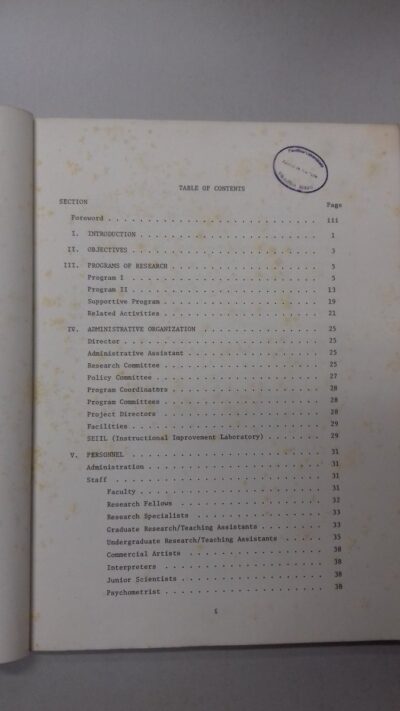 TABLE OF CONTENTS
SECTION Page
Foreword . . . . . . . . . . iii
I. INTRODUCTION . . . . . . . . . . 1
II. OBJECTIVES . . . . . . . . . . 3
III. PROGRAMS OF RESEARCH . . . . . . . . . . 5
Program I . . . . . . . . . . 5
Program II . . . . . . . . . . 13
Supportive Program . . . . . . . . . . 19
Related Activities . . . . . . . . . . 21
IV. ADMINISTRATIVE ORGANIZATION . . . . . . . . . . 25
Director . . . . . . . . . . 25
Administrative Assistant . . . . . . . . . . 25
Research Committee . . . . . . . . . . 25
Policy Committee . . . . . . . . . . 27
Program Coordinators . . . . . . . . . . 28
Program Committees . . . . . . . . . . 28
Project Directors . . . . . . . . . . 28
Facilities . . . . . . . . . . 29
SEIIL (Instructional Improvement Laboratory) . . . . . . . . . . 29
V. PERSONNEL . . . . . . . . . . 31
Administration . . . . . . . . . . 31
Staff . . . . . . . . . . 31
Faculty . . . . . . . . . . 31
Research Fellows . . . . . . . . . . 32
Research Specialists . . . . . . . . . . 33
Graduate Research/Teaching Assistants . . . . . . . . . . 33
Undergraduate Research/Teaching Assistants . . . . . . . . . . 35
Commercial Artists . . . . . . . . . . 38
Interpreters . . . . . . . . . . 38
Junior Scientists . . . . . . . . . . 38
Psychometrist . . . . . . . . . . 38
i